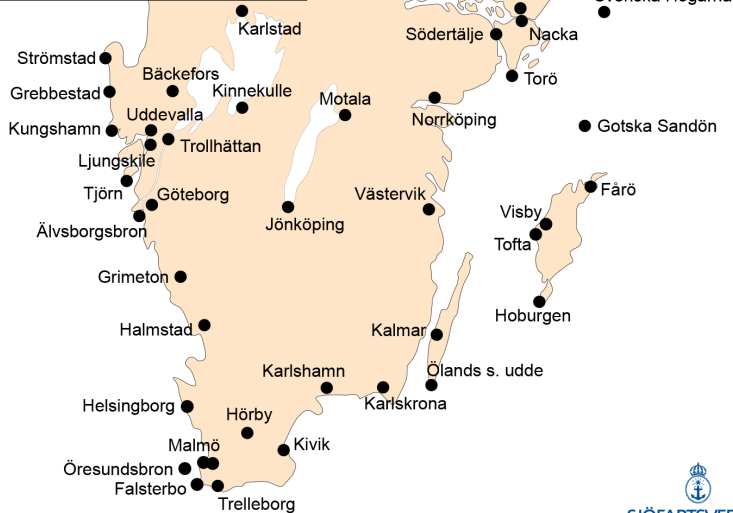 Karlstad
Södertälje
Nacka
Strömstad
Bäckefors
Torö
Grebbestad
Kinnekulle
Motala
Uddevalla
Norrköping
Kungshamn
Gotska Sandön
Trollhättan
Ljungskile
Tjörn
Göteborg
Västervik
Fårö
Visby
Jönköping
Älvsborgsbron
Tofta
Grimeton
Hoburgen
Halmstad
Kalmar
Karlshamn
Ölands s. udde
Karlskrona
Helsingborg
Hörby
Malmö
Kivik
Öresundsbron
Falsterbo
Trelleborg